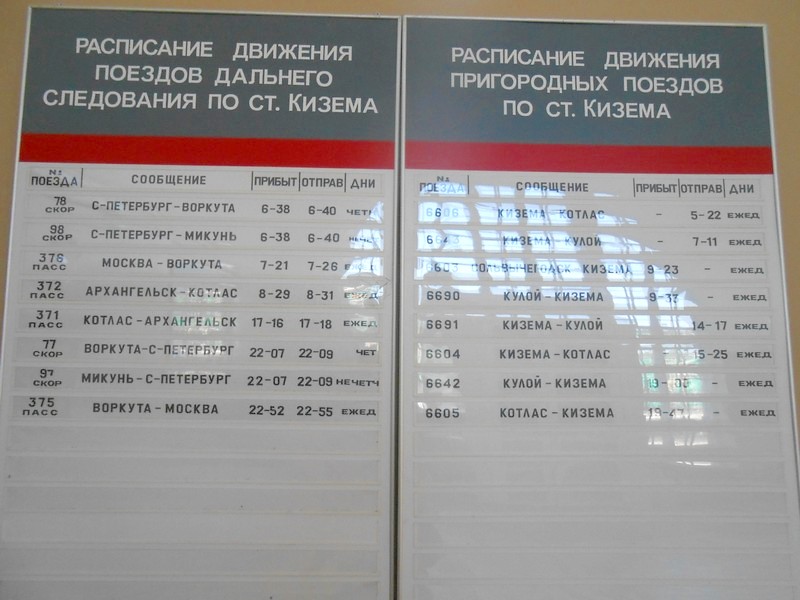 РАСПИСАНИЕ ДВИЖЕНИЯ
ПОЕЗДОВ ДАЛЬНЕГО
СЛЕДОВАНИЯ ПО СТ. КИЗЕМА
№ ПОЕЗДА СООБЩЕНИЕ ПРИБЫТ ОТПРАВ ДНИ
78 СКОР С-ПЕТЕРБУРГ-ВОРКУТА 6-38 6-40 ЧЕТН
98 СКОР С-ПЕТЕРБУРГ-МИКУНЬ 6-38 6-40
376 ПАСС МОСКВА-ВОРКУТА 7-21 7-26
372 ПАСС АРХАНГЕЛЬСК-КОТЛАС 8-29 8-31 ЕЖЕД
371 ПАСС КОТЛАС-АРХАНГЕЛЬСК 17-16 17-18 ЕЖЕД
77 СКОР ВОРКУТА-С-ПЕТЕРБУРГ 22-07 22-09 ЧЕТ
97 СКОР МИКУНЬ-С-ПЕТЕРБУРГ 22-07 22-09 НЕЧЕТЧ
375 ПАСС ВОРКУТА-МОСКВА 22-52 22-55 ЕЖЕД
РАСПИСАНИЕ ДВИЖЕНИЯ
ПРИГОРОДНЫХ ПОЕЗДОВ
ПО СТ. КИЗЕМА
№ ПОЕЗДА СООБЩЕНИЕ ПРИБЫТ ОТПРАВ ДНИ
6606 КИЗЕМА-КОТЛАС - 5-22 ЕЖЕД
КИЗЕМА-КУЛОЙ - 7-11 ЕЖЕД
6603 СОЛЬВЫЧЕГОДСК-КИЗЕМА 9-23 - ЕЖЕД
6690 КУЛОЙ-КИЗЕМА - ЕЖЕД
6691 КИЗЕМА-КУЛОЙ 14-17 ЕЖЕД
6604 КИЗЕМА-КОТЛАС - 15-25 ЕЖЕД
6642 КУЛОЙ-КИЗЕМА - ЕЖЕД
6605 КОТЛАС-КИЗЕМА - ЕЖЕД